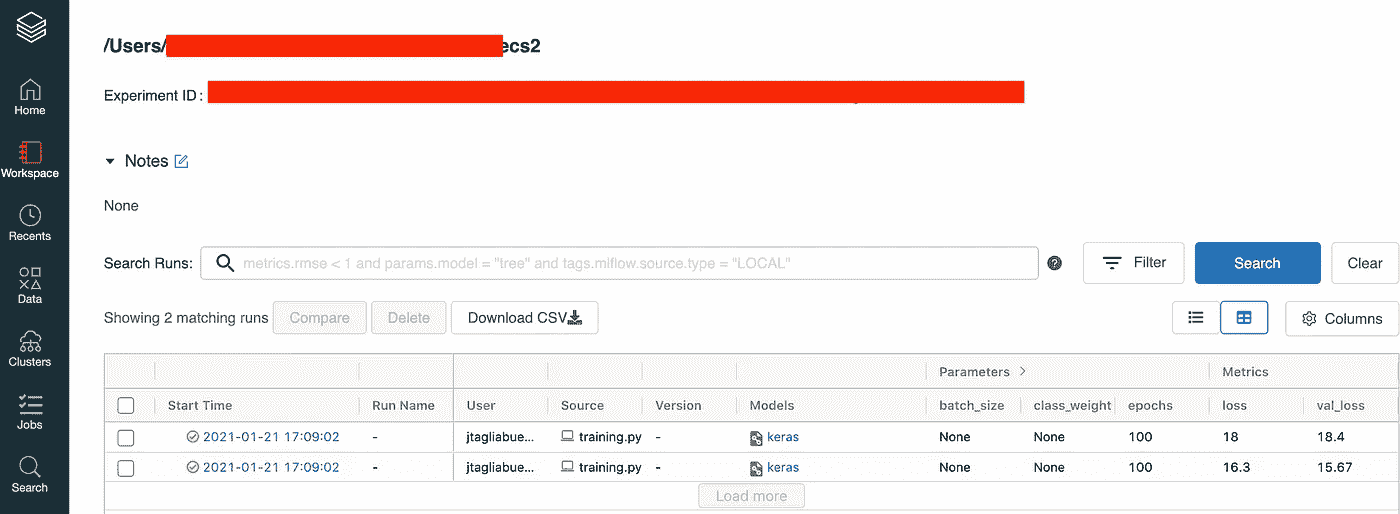 /Users/ ecs2
Experiment ID :
Home
Workspace
Recents
Data
Clusters
Jobs
Search
Notes
None
Search Runs: metrics.rmse < 1 and params.model = "tree" and tags.mlflow.source.type = "LOCAL" ? Filter Search Clear
Showing 2 matching runs Compare Delete Download CSV Columns
Parameters > Metrics
Start Time Run Name User Source Version Models batch_size class_weight epochs loss val_loss
2021-01-21 17:09:02 - jtagliabue... training.py - keras None None 100 18 18.4
2021-01-21 17:09:02 - jtagliabue... training.py - keras None None 100 16.3 15.67
Load more